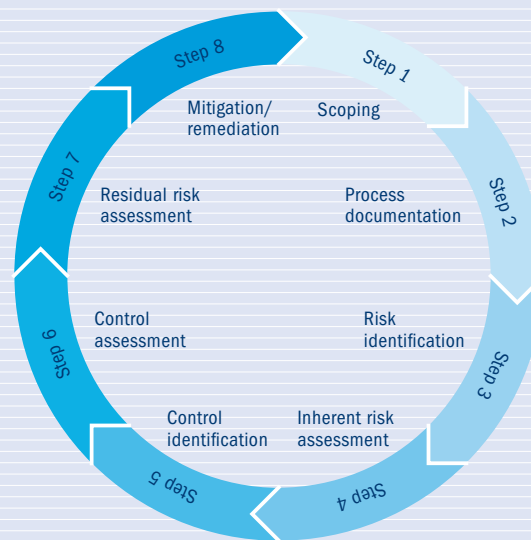 Step 1
Scoping
Step 2
Process
documentation
Step 3
Risk
identification
Step 4
Inherent risk
assessment
Step 5
Control
identification
Step 6
Control
assessment
Step 7
Residual risk
assessment
Step 8
Mitigation/
remediation